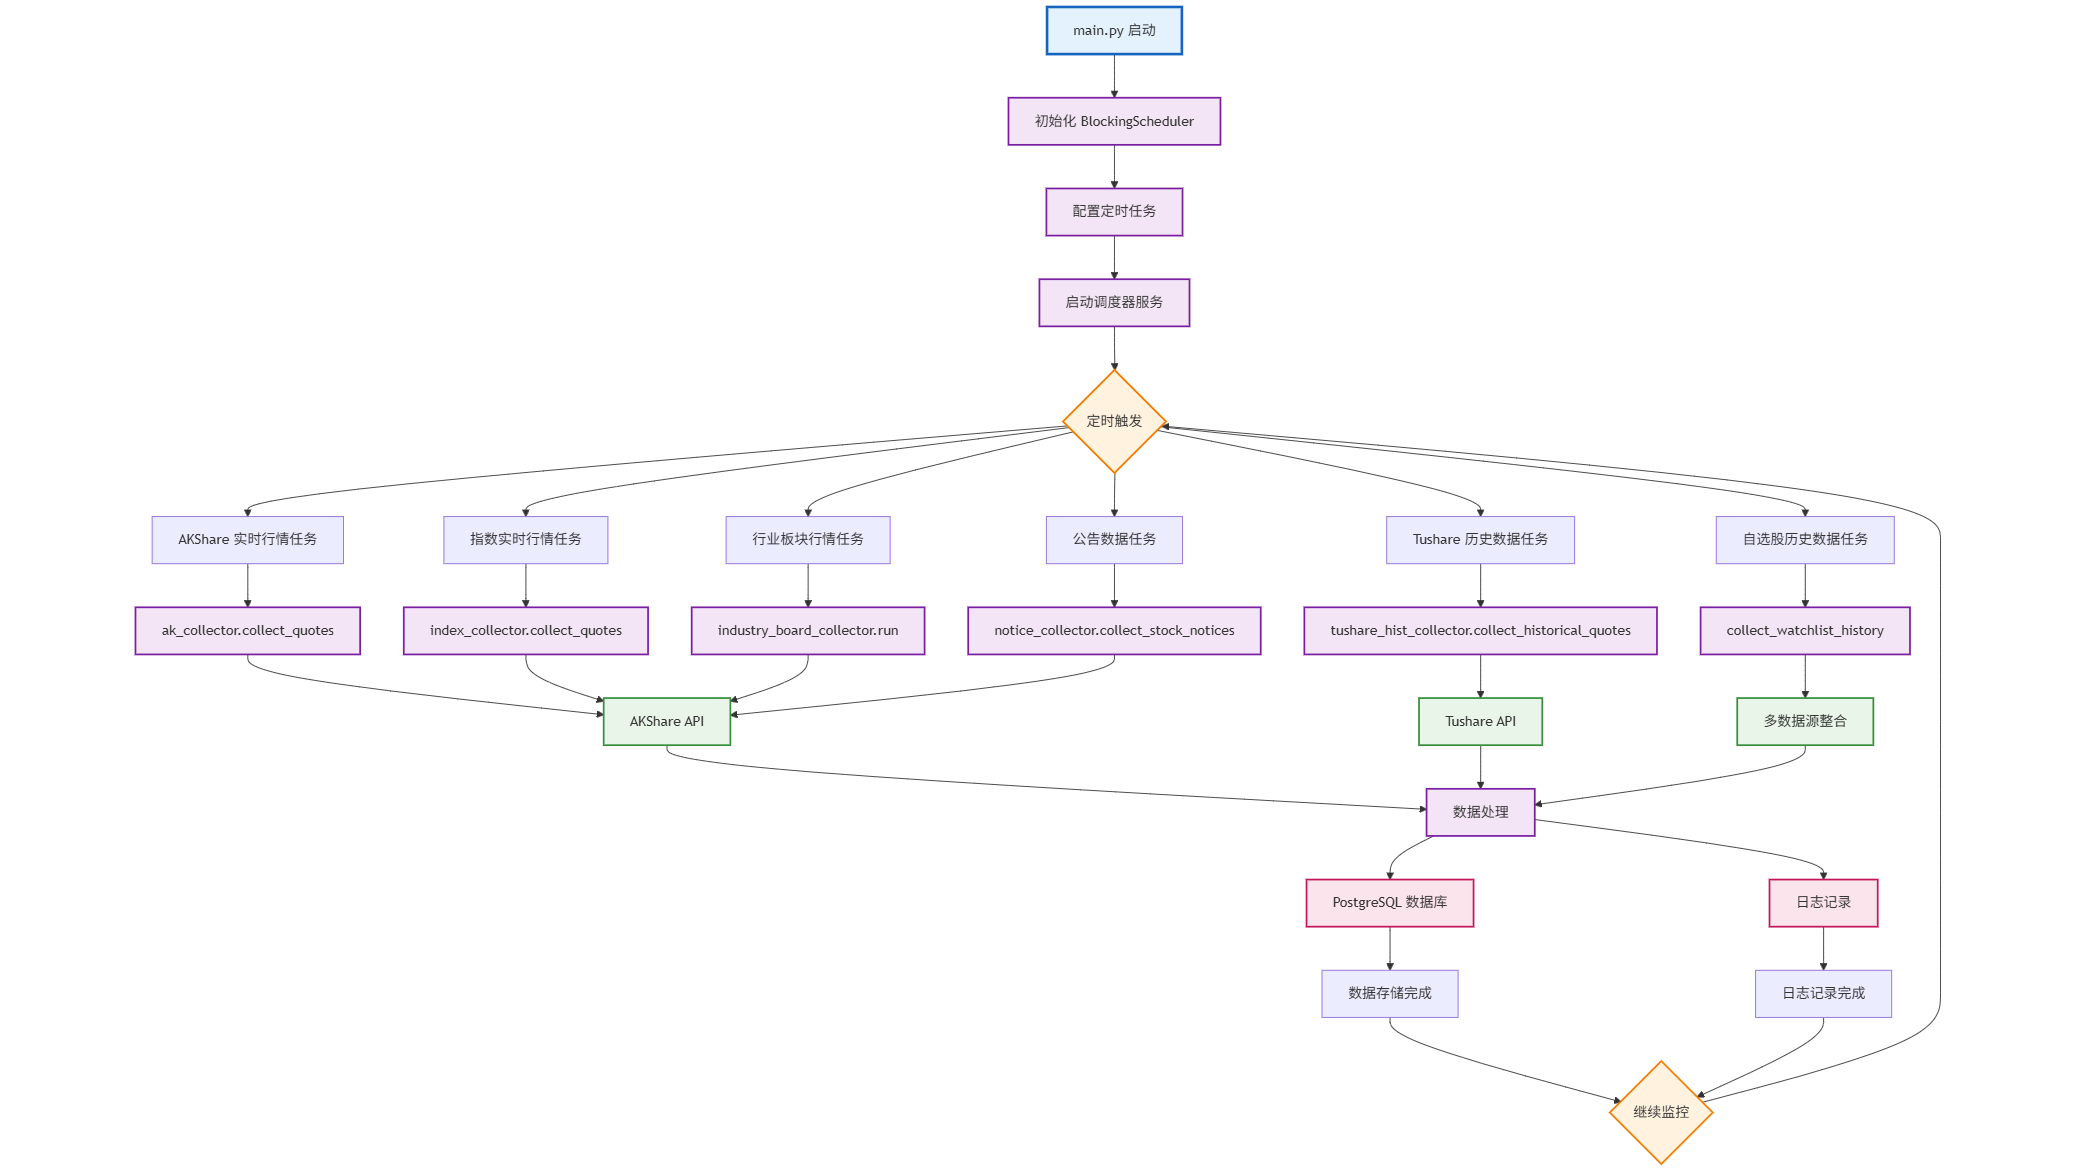 main.py 启动
初始化 BlockingScheduler
配置定时任务
启动调度器服务
定时触发
AKShare 实时行情任务
指数实时行情任务
行业板块行情任务
公告数据任务
Tushare 历史数据任务
自选股历史数据任务
ak_collector.collect_quotes
index_collector.collect_quotes
industry_board_collector.run
notice_collector.collect_stock_notices
tushare_hist_collector.collect_historical_quotes
collect_watchlist_history
AKShare API
Tushare API
多数据源整合
数据处理
PostgreSQL 数据库
日志记录
数据存储完成
日志记录完成
继续监控